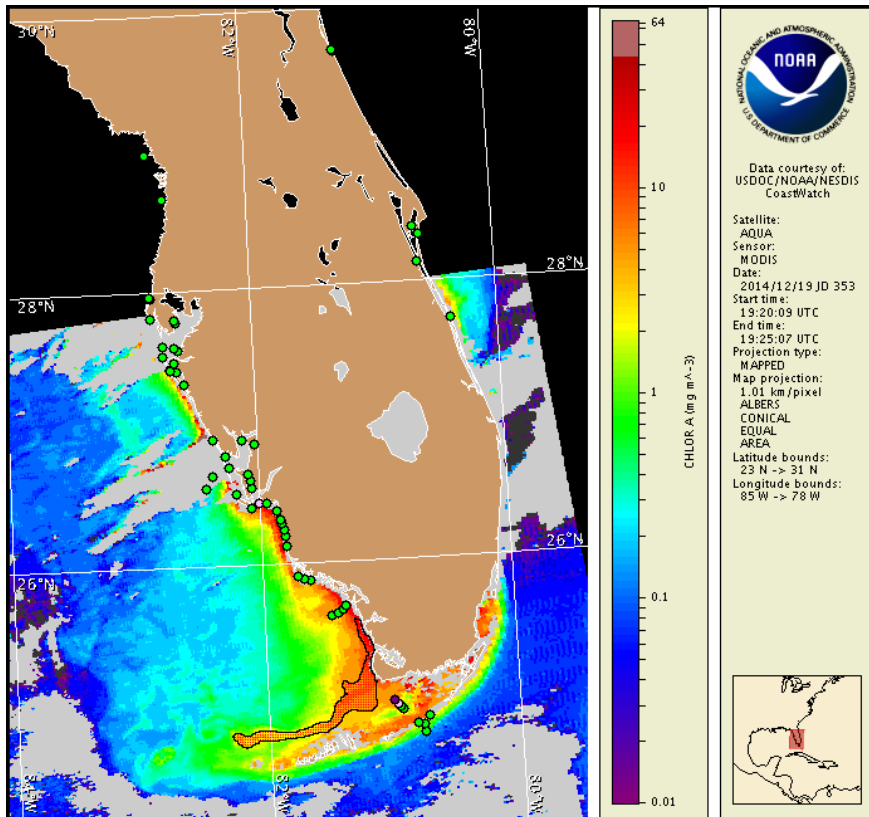 30°N
82°W
80°W
28°N
28°N
26°N
26°N
84°W
82°W
80°W
64
10
1
0.1
0.01
CHLOR A (mg m^-3)
NATIONAL OCEANIC AND ATMOSPHERIC ADMINISTRATION
NOAA
U.S. DEPARTMENT OF COMMERCE
Data courtesy of:
USDOC/NOAA/NESDIS
CoastWatch
Satellite:
AQUA
Sensor:
MODIS
Date:
2014/12/19 JD 353
Start time:
19:20:09 UTC
End time:
19:25:07 UTC
Projection type:
MAPPED
Map projection:
1.01 km/pixel
ALBERS
CONICAL
EQUAL
AREA
Latitude bounds:
23 N -> 31 N
Longitude bounds:
85 W -> 78 W